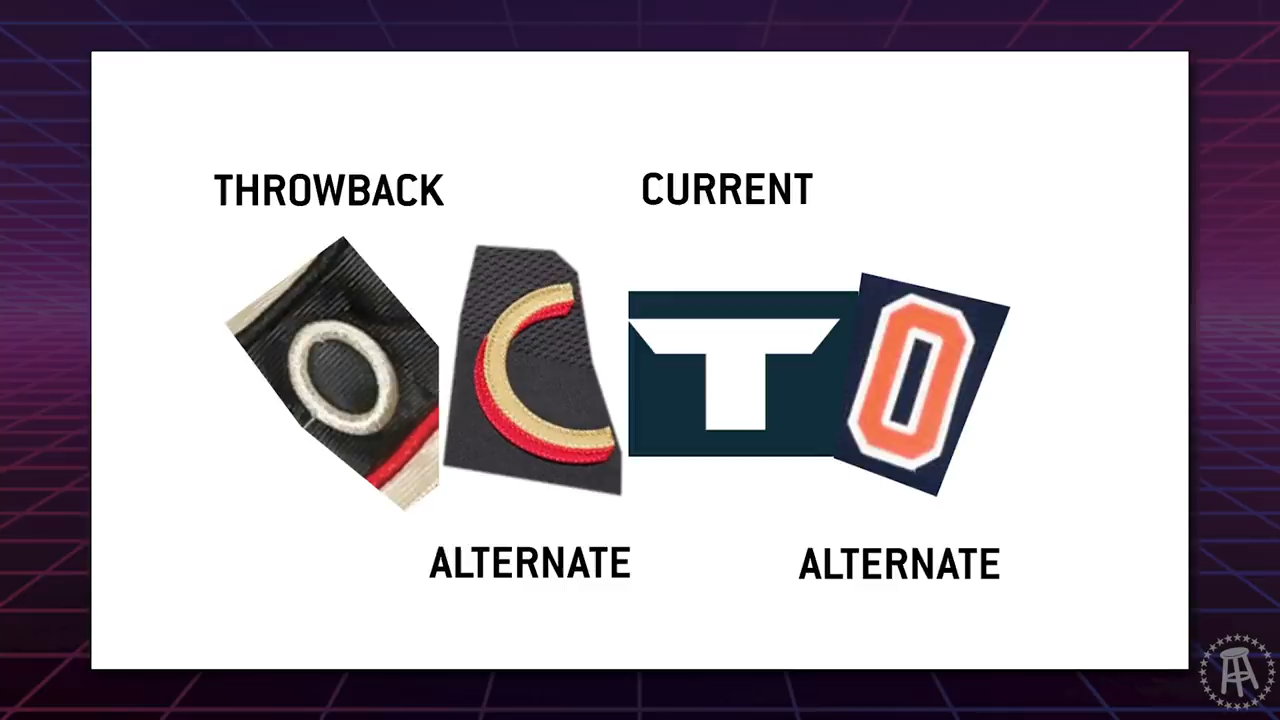 THROWBACK
CURRENT
O C T O
ALTERNATE
ALTERNATE